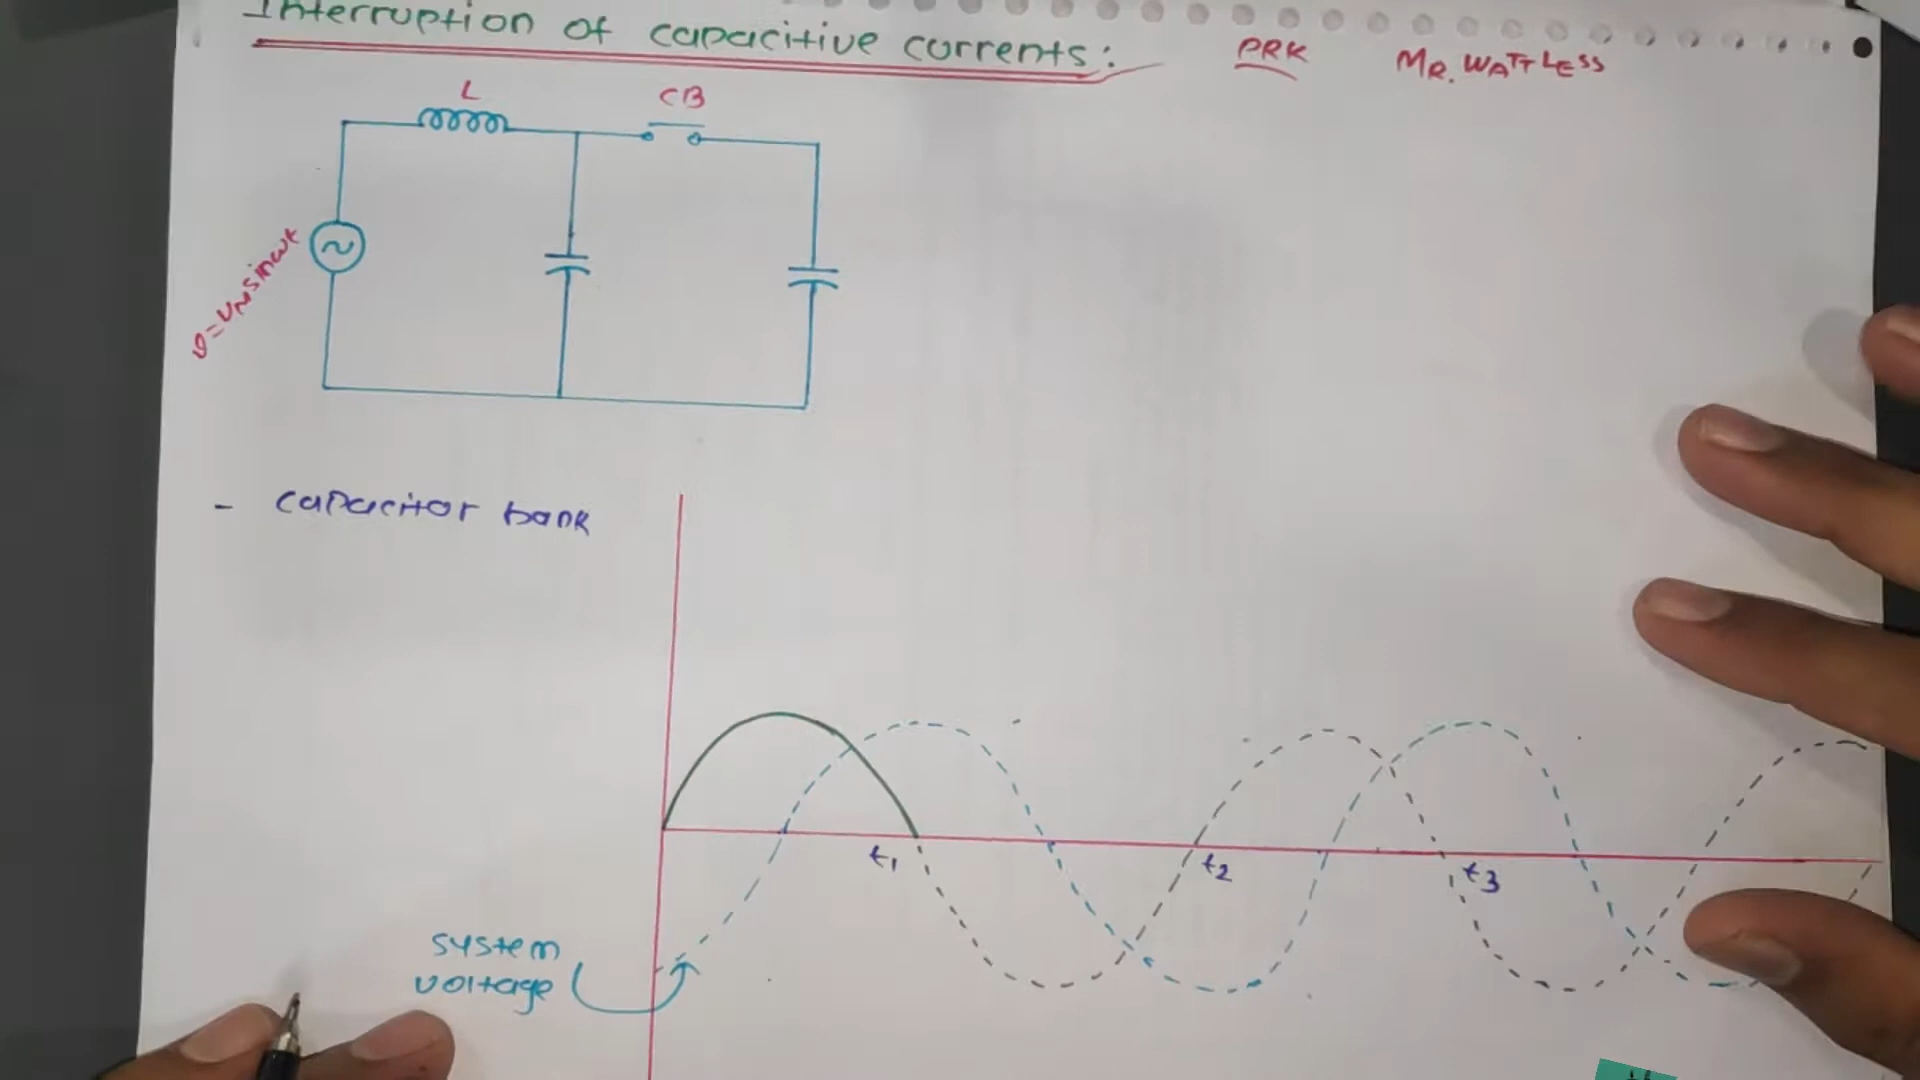 Interruption of capacitive currents:
PRK
MR. WATTLESS
L
CB
v=VMsinωt
- capacitor bank
t1
t2
t3
system
voltage